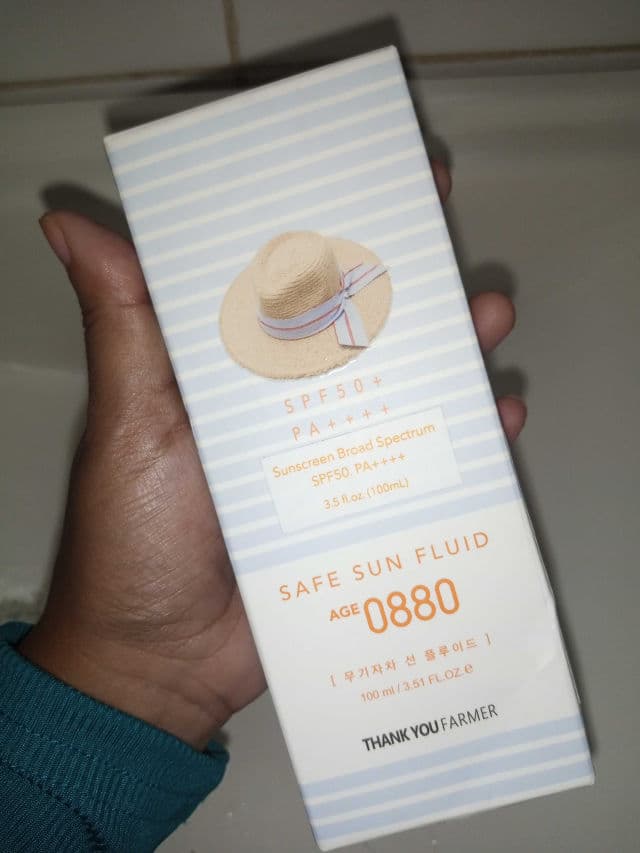 SPF50+
PA++++
Sunscreen Broad Spectrum
SPF50. PA++++
3.5 fl.oz. (100mL)
SAFE SUN FLUID
AGE 0880
[ 무기자차 선 플루이드 ]
100 ml / 3.51 FL.OZ.e
THANK YOU FARMER